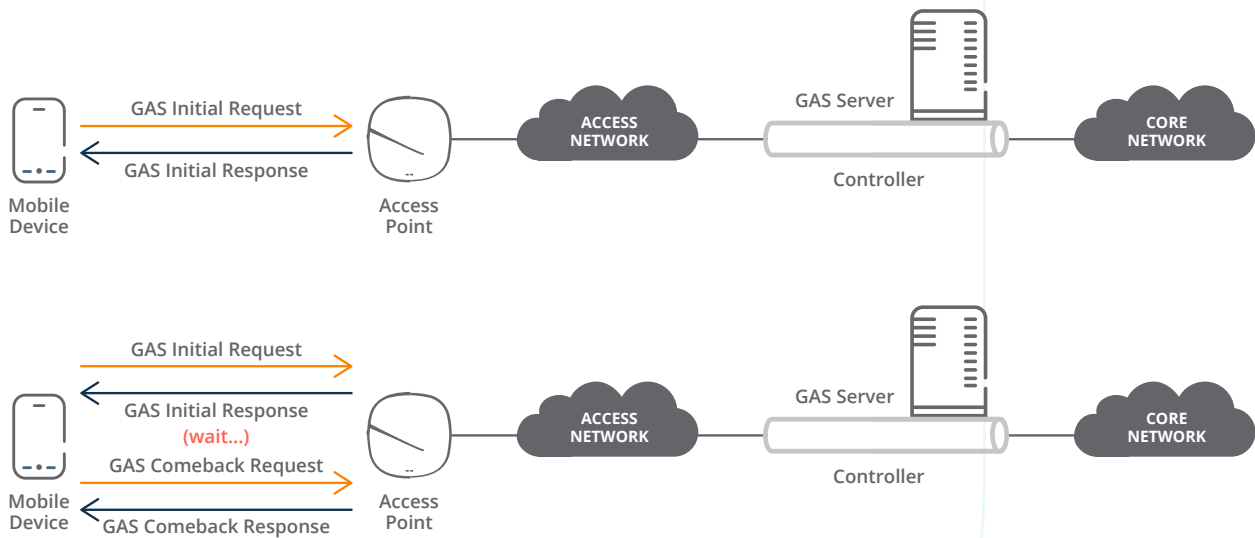 GAS Initial Request
GAS Initial Response
Mobile
Device
Access
Point
ACCESS
NETWORK
GAS Server
Controller
CORE
NETWORK
GAS Initial Request
GAS Initial Response
(wait...)
GAS Comeback Request
GAS Comeback Response
Mobile
Device
Access
Point
ACCESS
NETWORK
GAS Server
Controller
CORE
NETWORK